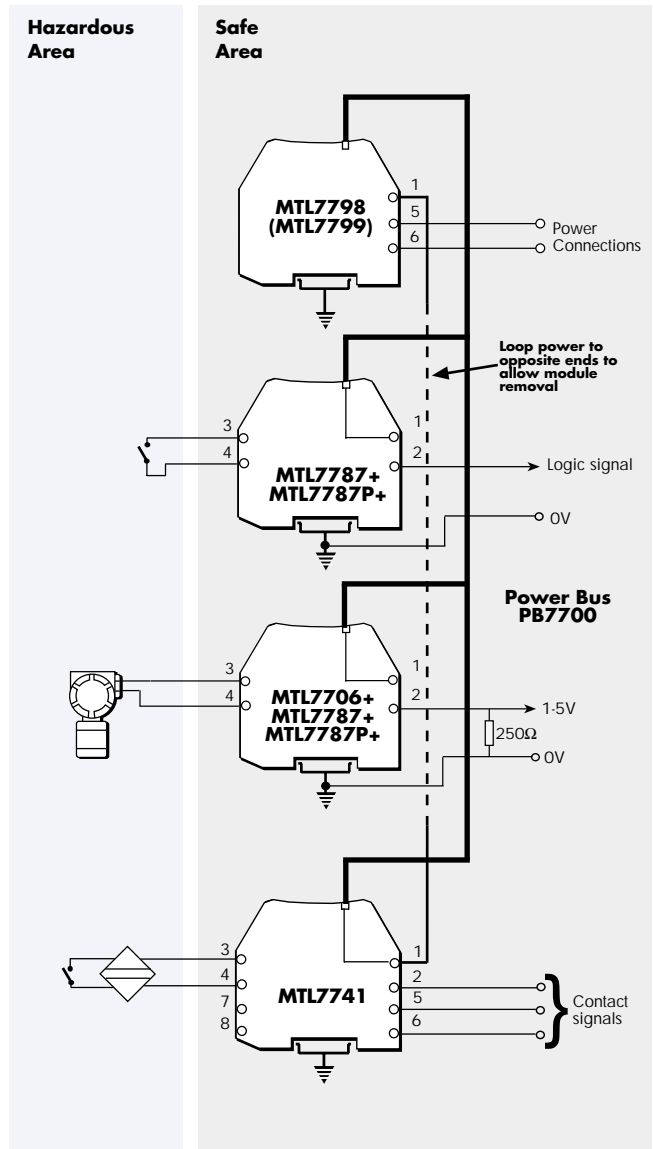 Hazardous
Area
Safe
Area
1
MTL7798
(MTL7799)
5
6
Power
Connections
Loop power to
opposite ends to
allow module
removal
3
4
1
2
MTL7787+
MTL7787P+
Logic signal
0V
Power Bus
PB7700
3
4
1
2
MTL7706+
MTL7787+
MTL7787P+
1-5V
250Ω
0V
3
4
7
8
MTL7741
1
2
5
6
Contact
signals